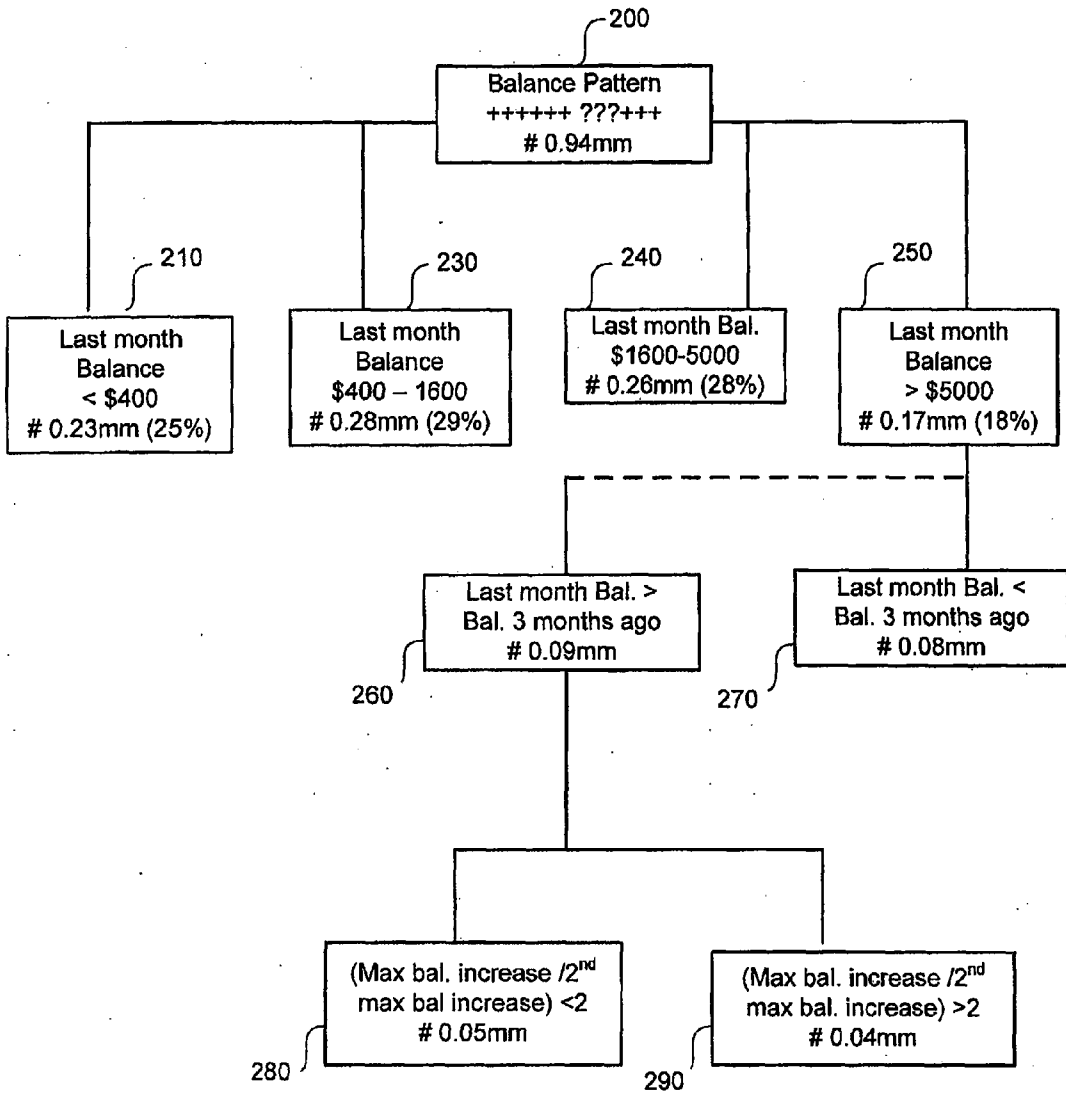 200
Balance Pattern
++++++ ???+++
# 0.94mm
210
Last month
Balance
< $400
# 0.23mm (25%)
230
Last month
Balance
$400 – 1600
# 0.28mm (29%)
240
Last month Bal.
$1600-5000
# 0.26mm (28%)
250
Last month
Balance
> $5000
# 0.17mm (18%)
Last month Bal. >
Bal. 3 months ago
# 0.09mm
260
Last month Bal. <
Bal. 3 months ago
# 0.08mm
270
(Max bal. increase /2nd
max bal increase) <2
# 0.05mm
280
(Max bal. increase /2nd
max bal. increase) >2
# 0.04mm
290